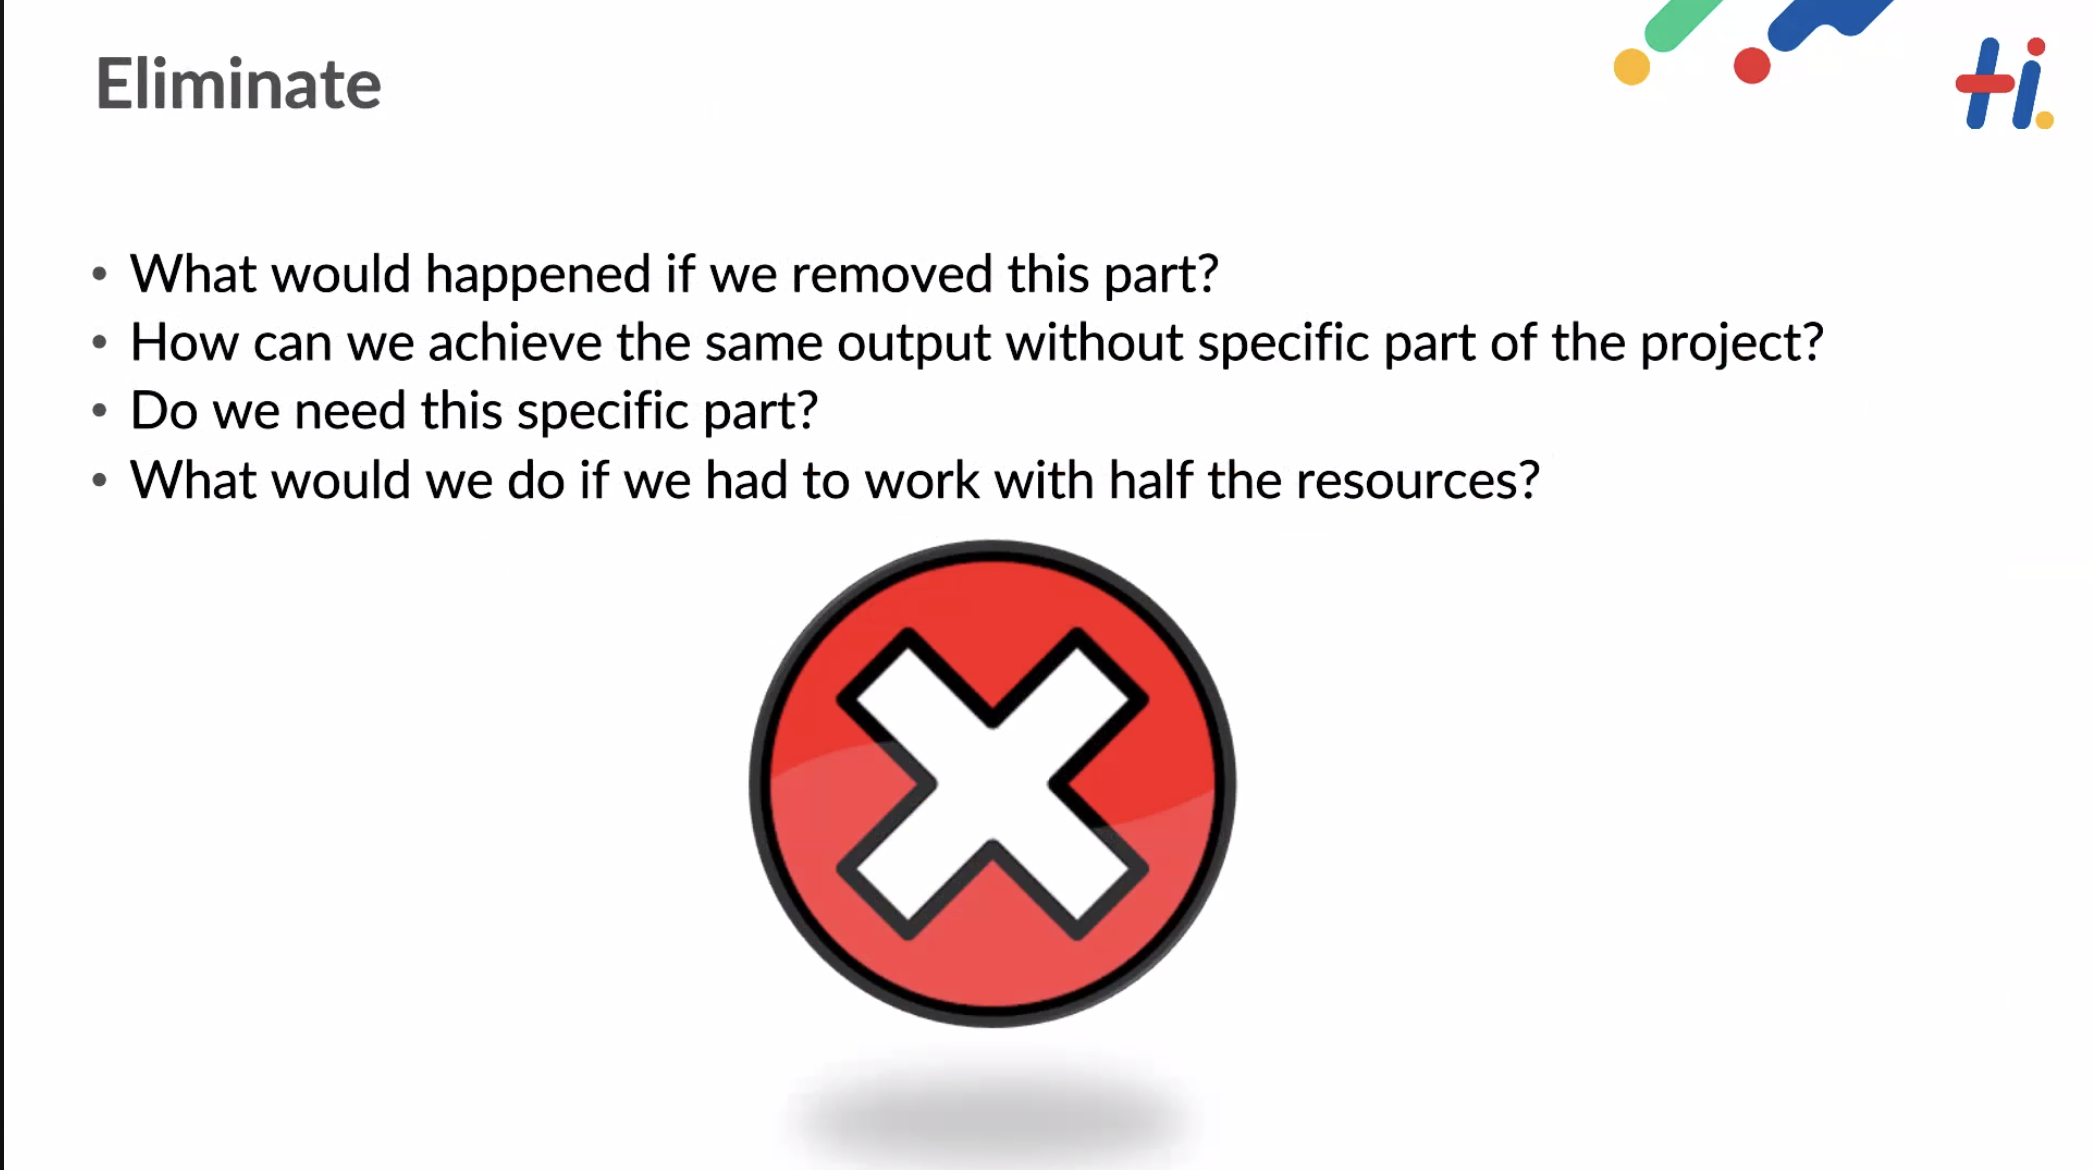 Eliminate
Hi.
• What would happened if we removed this part?
• How can we achieve the same output without specific part of the project?
• Do we need this specific part?
• What would we do if we had to work with half the resources?